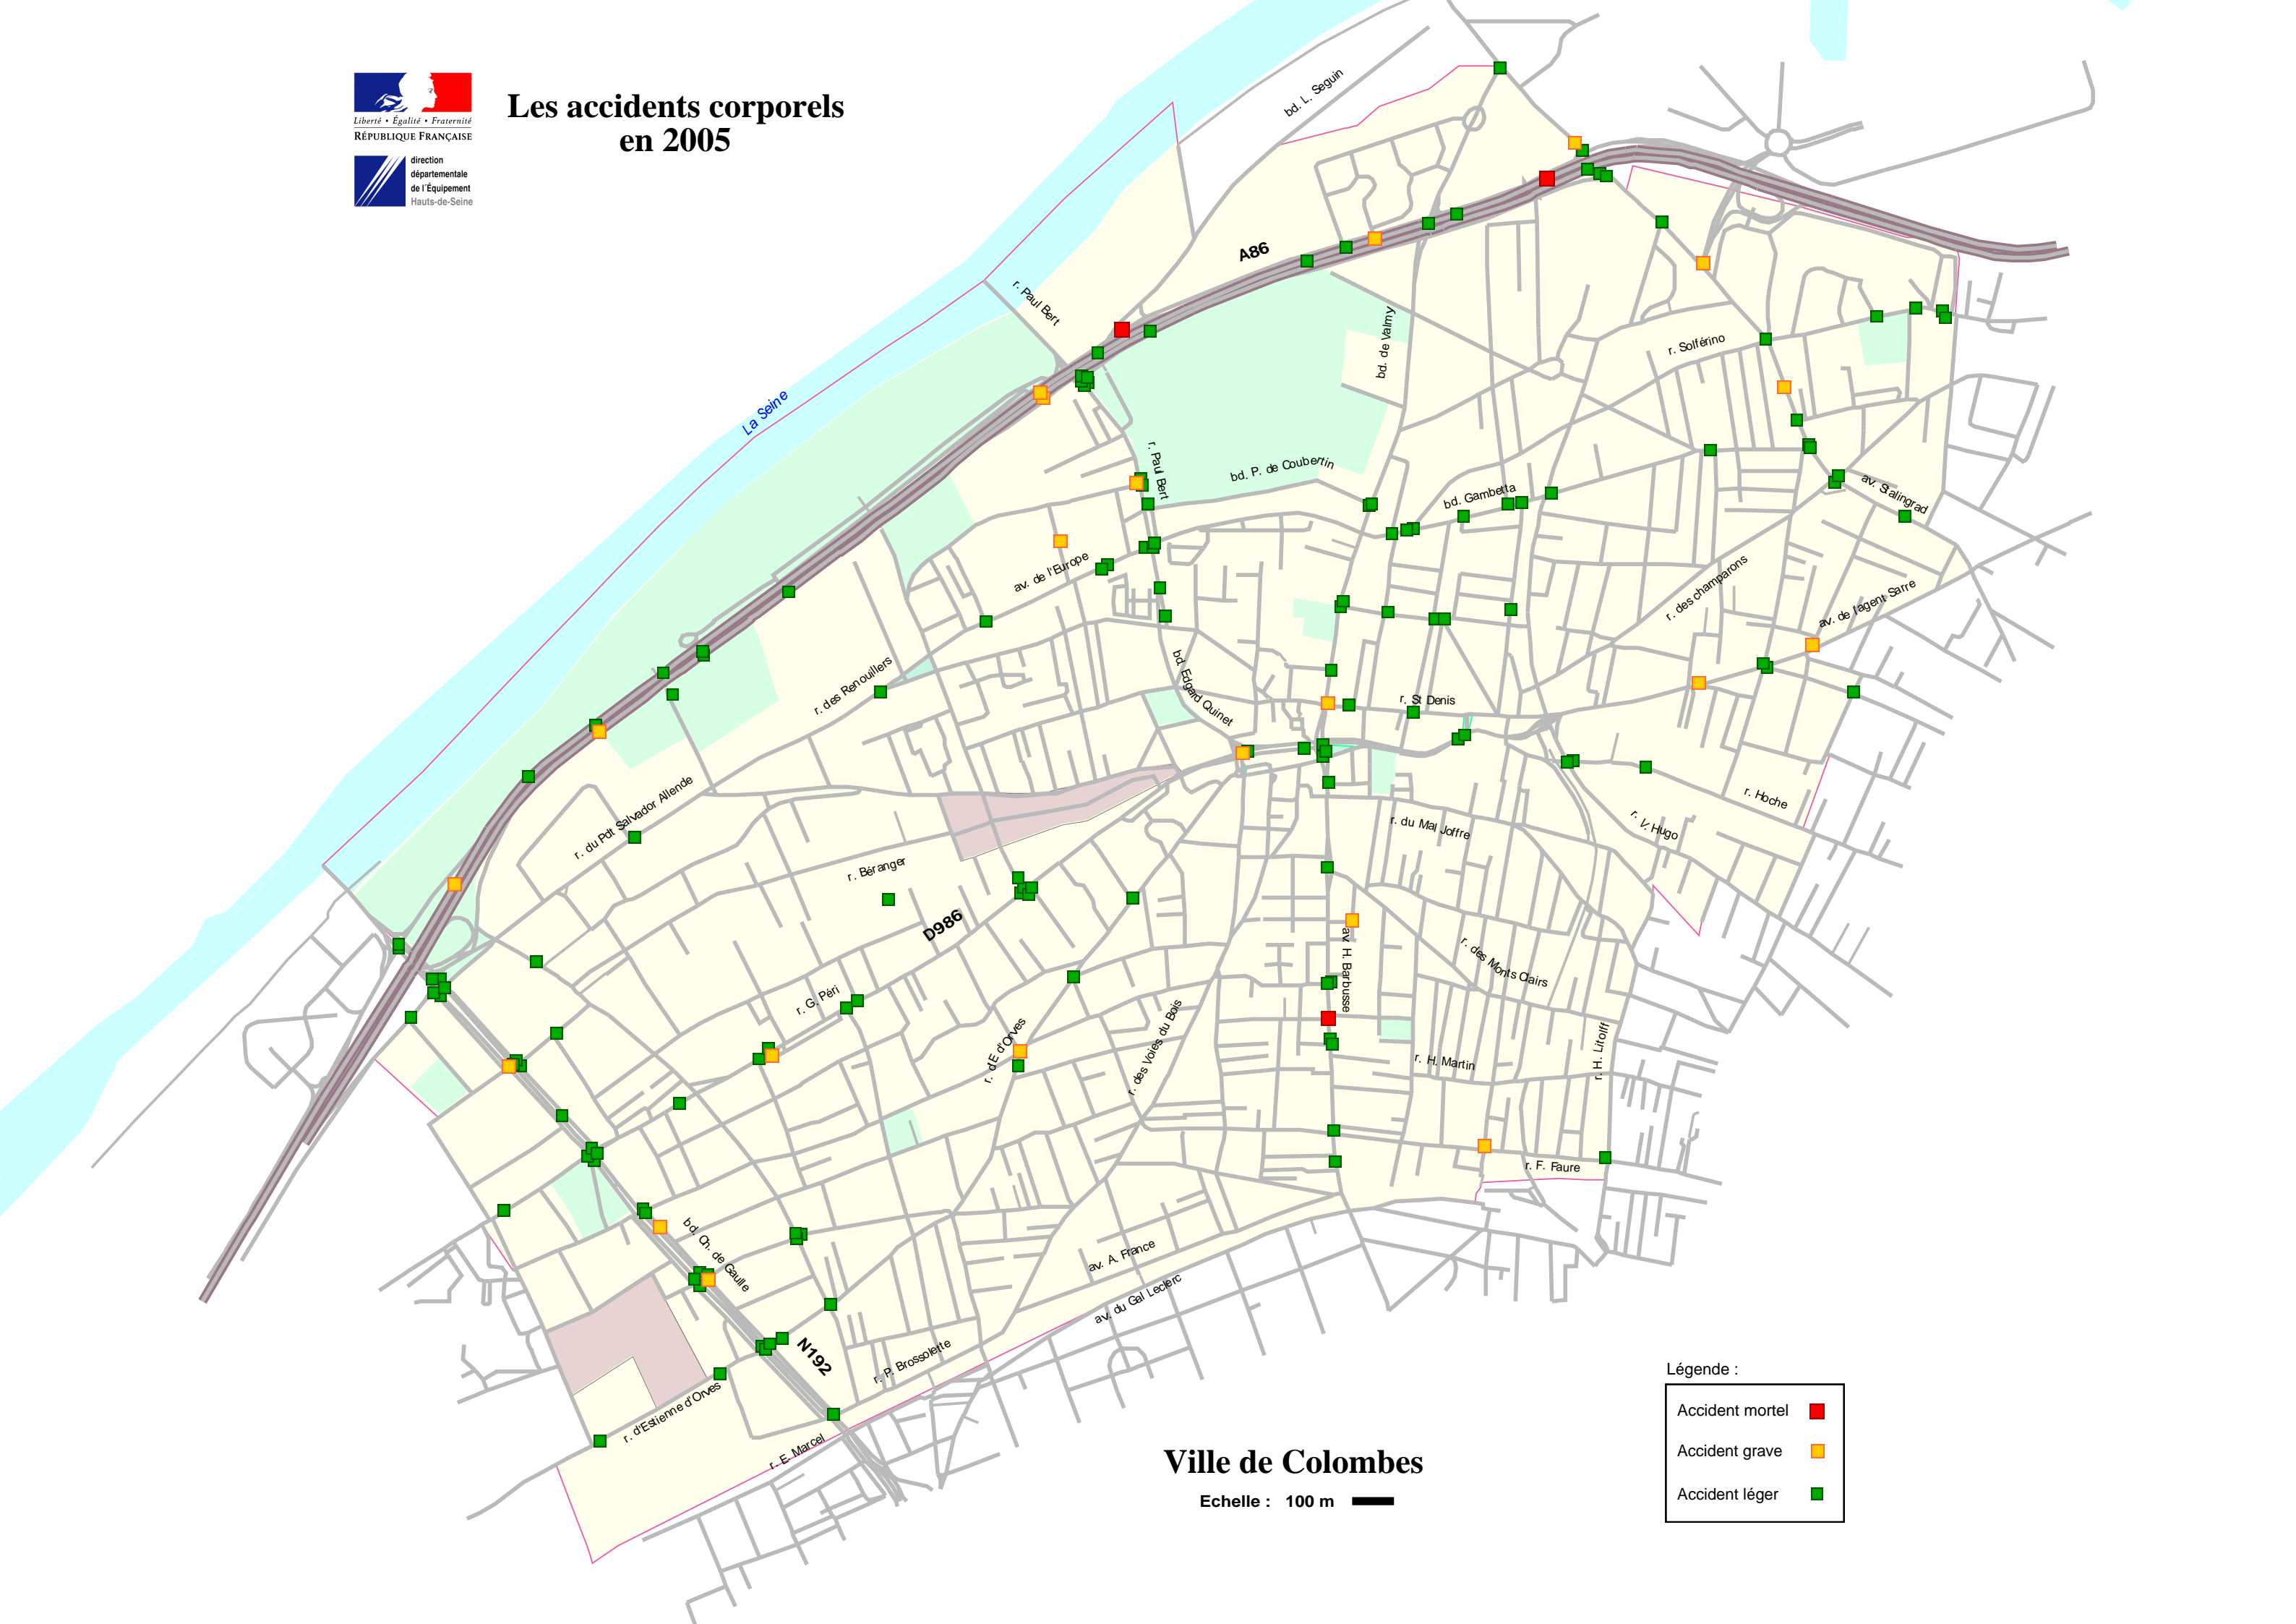 Liberté • Égalité • Fraternité
RÉPUBLIQUE FRANÇAISE
direction
départementale
de l'Équipement
Hauts-de-Seine
Les accidents corporels
en 2005
bd. L. Seguin
A86
r. Paul Bert
La Seine
bd. de Valmy
r. Solférino
r. Paul Bert
bd. P. de Coubertin
bd. Gambetta
av. Stalingrad
av. de l'Europe
r. des champarons
av. de l'agent Sarre
r. des Renouillers
bd. Edgard Quinet
r. St Denis
r. du Pdt Salvador Allende
r. Hoche
r. V. Hugo
r. du Mal Joffre
r. Béranger
D986
av. H. Barbusse
r. des Monts Clairs
r. G. Péri
r. d'E d'Orves
r. des Voies du Bois
r. H. Martin
r. H. Litolff
r. F. Faure
bd. Ch. de Gaulle
av. A. France
av. du Gal Leclerc
N192
r. P. Brossolette
r. d'Estienne d'Orves
r. E. Marcel
Ville de Colombes
Echelle : 100 m
Légende :
Accident mortel
Accident grave
Accident léger